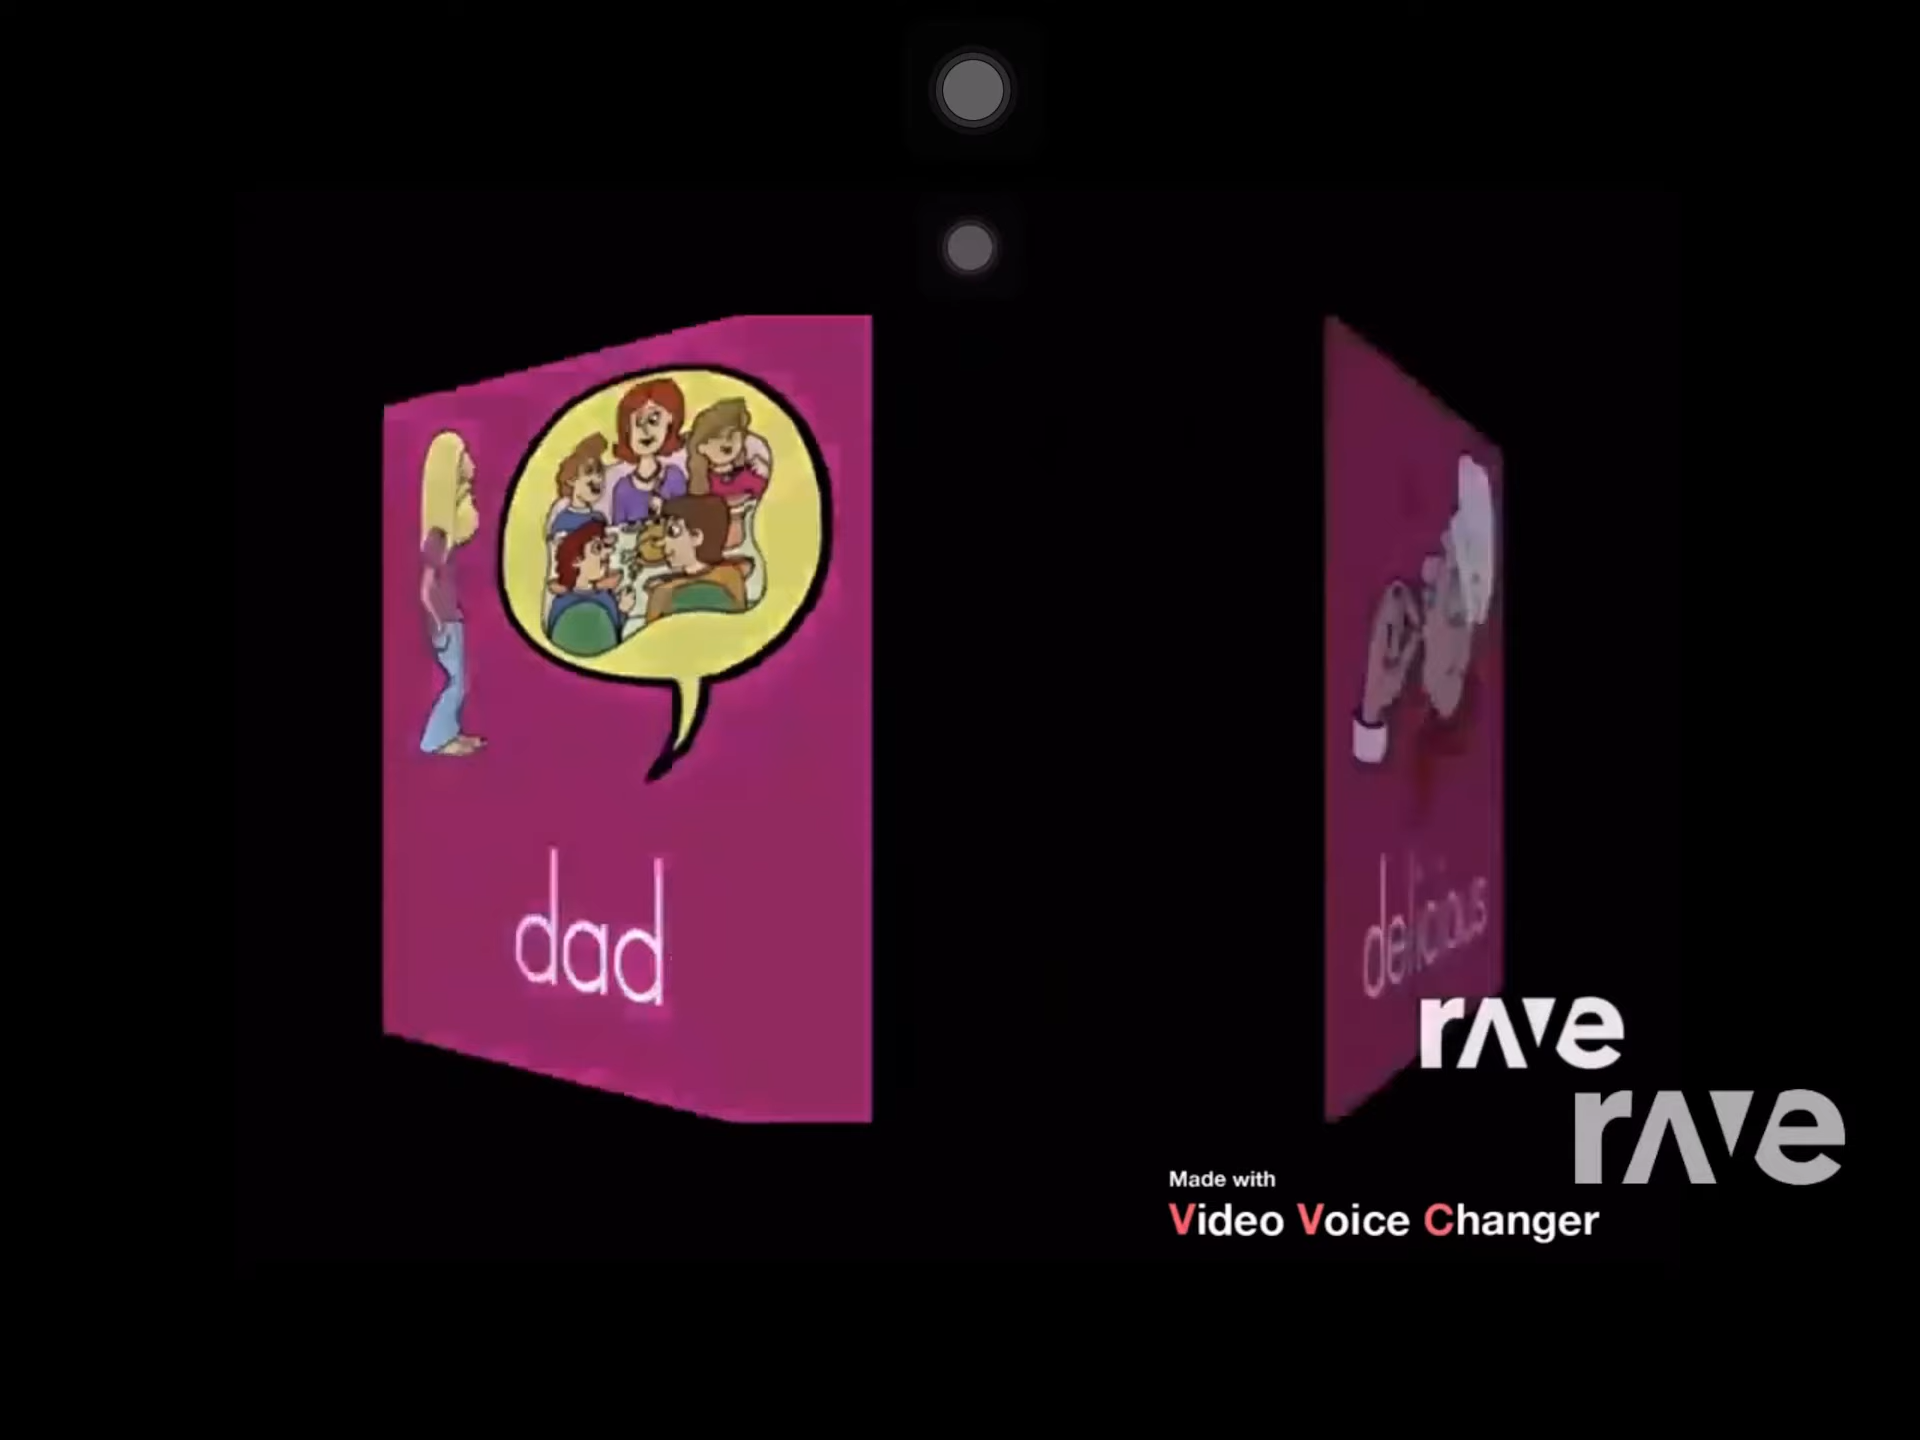 dad
delicious
rave
rave
Made with
Video Voice Changer